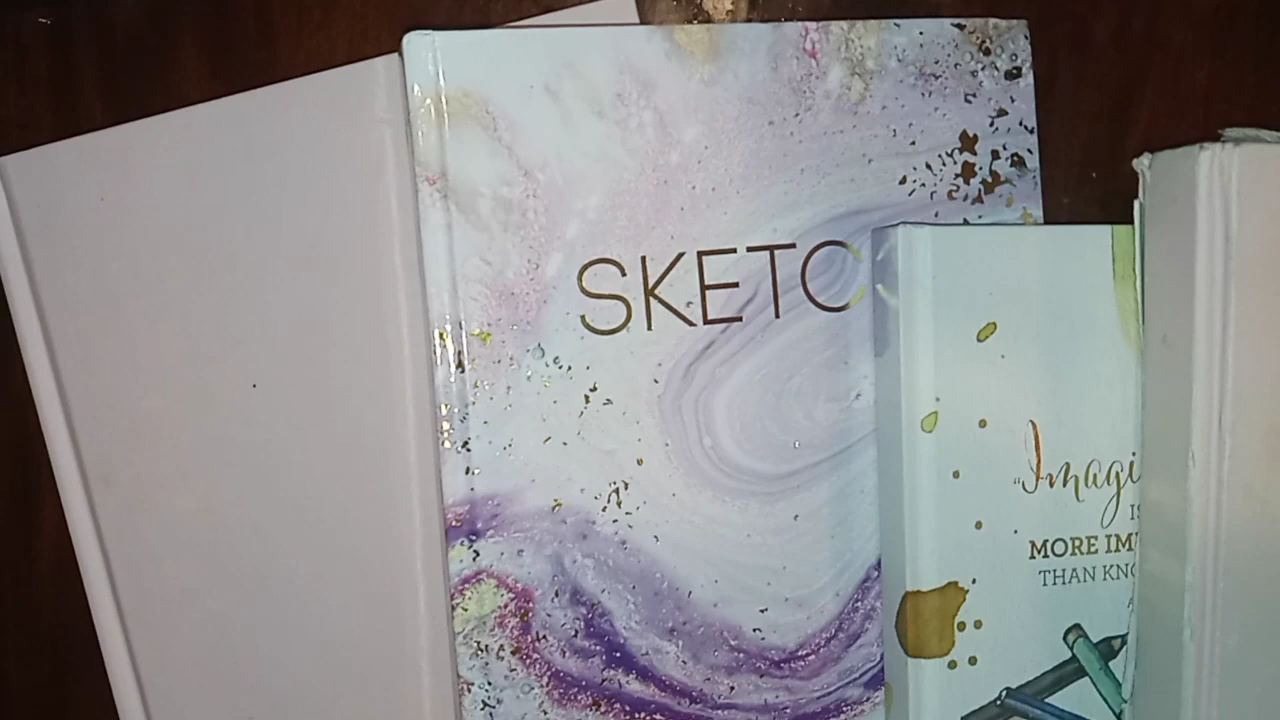 SKETC
"Imagi
IS
MORE IM
THAN KNO